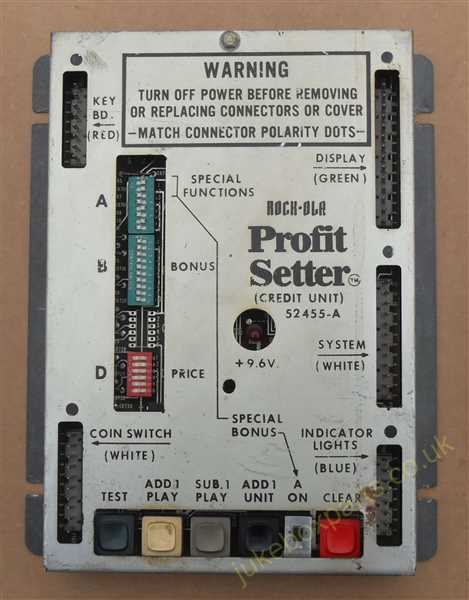 WARNING
TURN OFF POWER BEFORE REMOVING
OR REPLACING CONNECTORS OR COVER
—MATCH CONNECTOR POLARITY DOTS—
KEY
BD.
(RED)
DISPLAY
(GREEN)
SPECIAL
FUNCTIONS
A
ROCK-OLA
Profit
Setter
TM
(CREDIT UNIT)
52455-A
B
BONUS
+9.6V.
SYSTEM
(WHITE)
D
PRICE
SPECIAL
BONUS
COIN SWITCH
(WHITE)
INDICATOR
LIGHTS
(BLUE)
TEST
ADD 1
PLAY
SUB.1
PLAY
ADD 1
UNIT
A
ON
CLEAR
jukeboxparts.co.uk